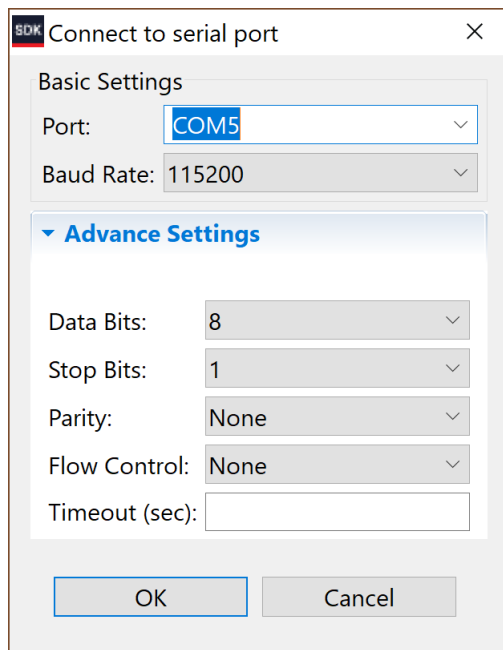 SDK Connect to serial port
Basic Settings
Port: COM5
Baud Rate: 115200
Advance Settings
Data Bits: 8
Stop Bits: 1
Parity: None
Flow Control: None
Timeout (sec):
OK Cancel